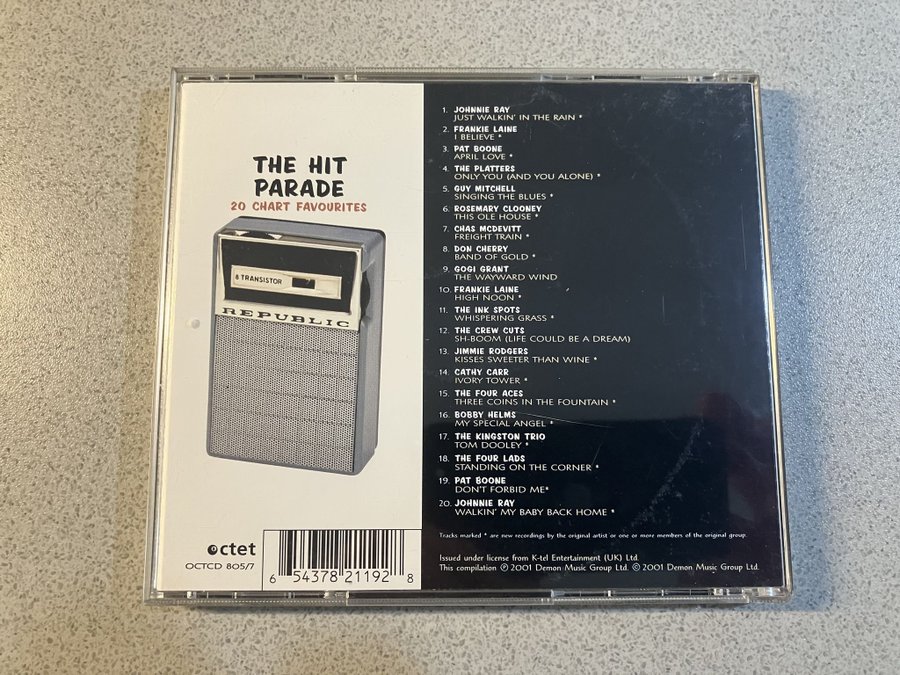 THE HIT
PARADE
20 CHART FAVOURITES
8 TRANSISTOR
REPUBLIC
octet
OCTCD 805/7
6 54378 21192 8
1. JOHNNIE RAY
JUST WALKIN' IN THE RAIN *
2. FRANKIE LAINE
I BELIEVE *
3. PAT BOONE
APRIL LOVE *
4. THE PLATTERS
ONLY YOU (AND YOU ALONE) *
5. GUY MITCHELL
SINGING THE BLUES *
6. ROSEMARY CLOONEY
THIS OLE HOUSE *
7. CHAS MCDEVITT
FREIGHT TRAIN *
8. DON CHERRY
BAND OF GOLD *
9. GOGI GRANT
THE WAYWARD WIND
10. FRANKIE LAINE
HIGH NOON *
11. THE INK SPOTS
WHISPERING GRASS *
12. THE CREW CUTS
SH-BOOM (LIFE COULD BE A DREAM)
13. JIMMIE RODGERS
KISSES SWEETER THAN WINE *
14. CATHY CARR
IVORY TOWER *
15. THE FOUR ACES
THREE COINS IN THE FOUNTAIN *
16. BOBBY HELMS
MY SPECIAL ANGEL *
17. THE KINGSTON TRIO
TOM DOOLEY *
18. THE FOUR LADS
STANDING ON THE CORNER *
19. PAT BOONE
DON'T FORBID ME*
20. JOHNNIE RAY
WALKIN' MY BABY BACK HOME *
Tracks marked * are new recordings by the original artist or one or more members of the original group.
Issued under license from K-tel Entertainment (UK) Ltd.
This compilation ℗ 2001 Demon Music Group Ltd. © 2001 Demon Music Group Ltd.